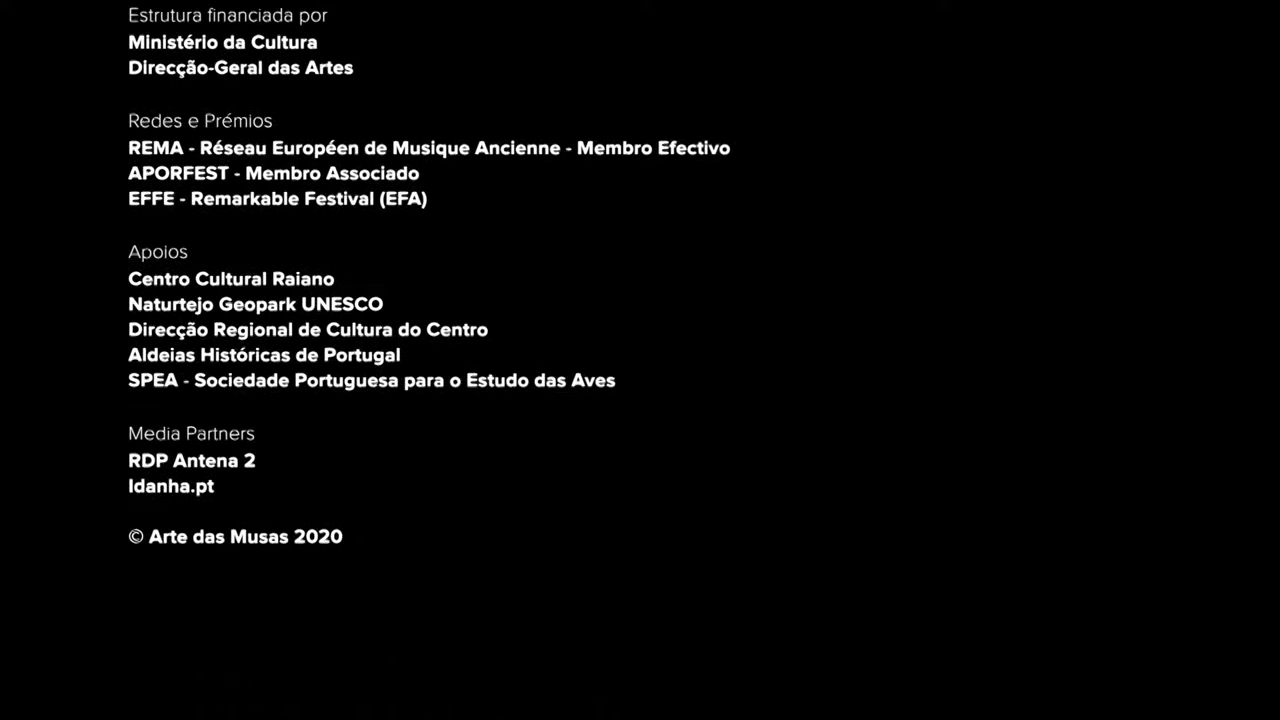 Estrutura financiada por
Ministério da Cultura
Direcção-Geral das Artes
Redes e Prémios
REMA - Réseau Européen de Musique Ancienne - Membro Efectivo
APORFEST - Membro Associado
EFFE - Remarkable Festival (EFA)
Apoios
Centro Cultural Raiano
Naturtejo Geopark UNESCO
Direcção Regional de Cultura do Centro
Aldeias Históricas de Portugal
SPEA - Sociedade Portuguesa para o Estudo das Aves
Media Partners
RDP Antena 2
Idanha.pt
© Arte das Musas 2020